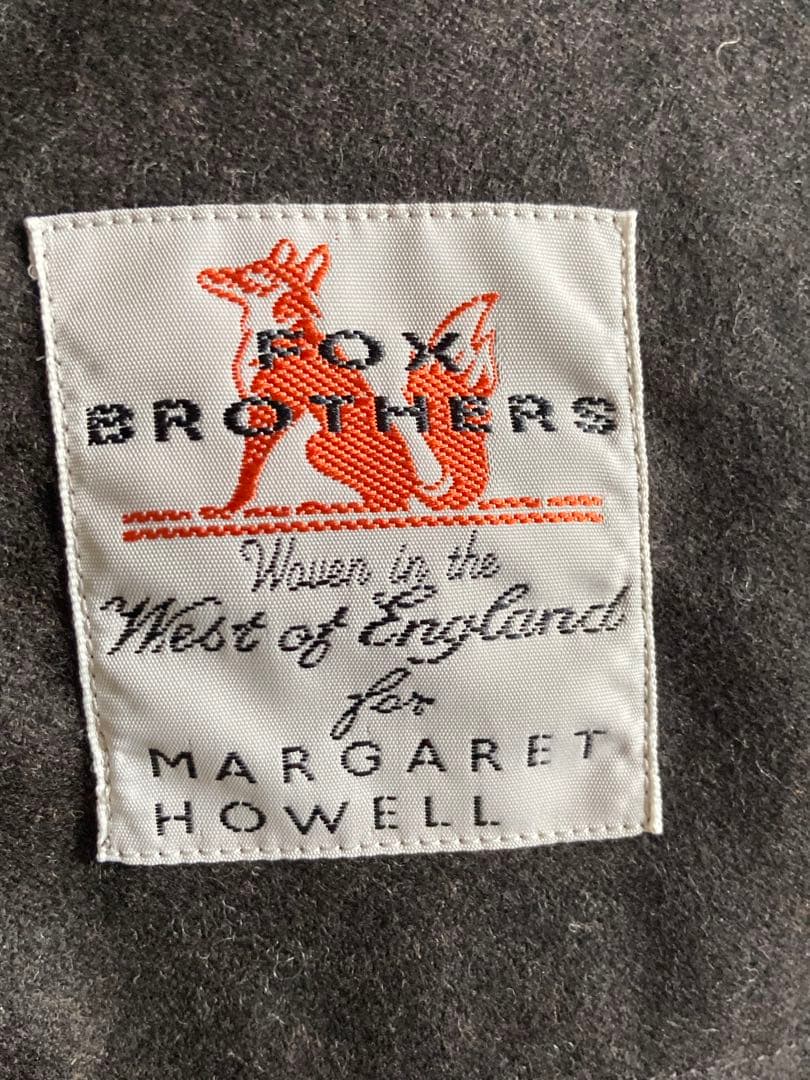 FOX
BROTHERS
Woven in the
West of England
for
MARGARET
HOWELL